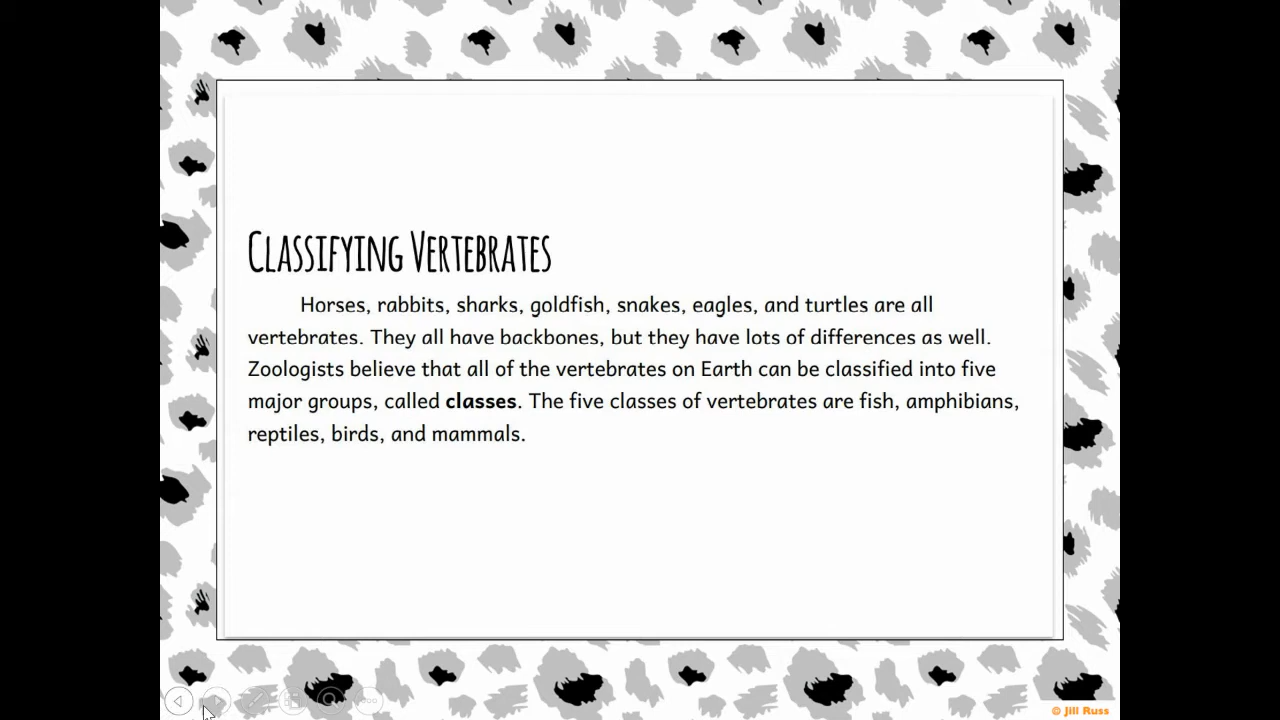 Classifying Vertebrates
Horses, rabbits, sharks, goldfish, snakes, eagles, and turtles are all
vertebrates. They all have backbones, but they have lots of differences as well.
Zoologists believe that all of the vertebrates on Earth can be classified into five
major groups, called classes. The five classes of vertebrates are fish, amphibians,
reptiles, birds, and mammals.
© Jill Russ